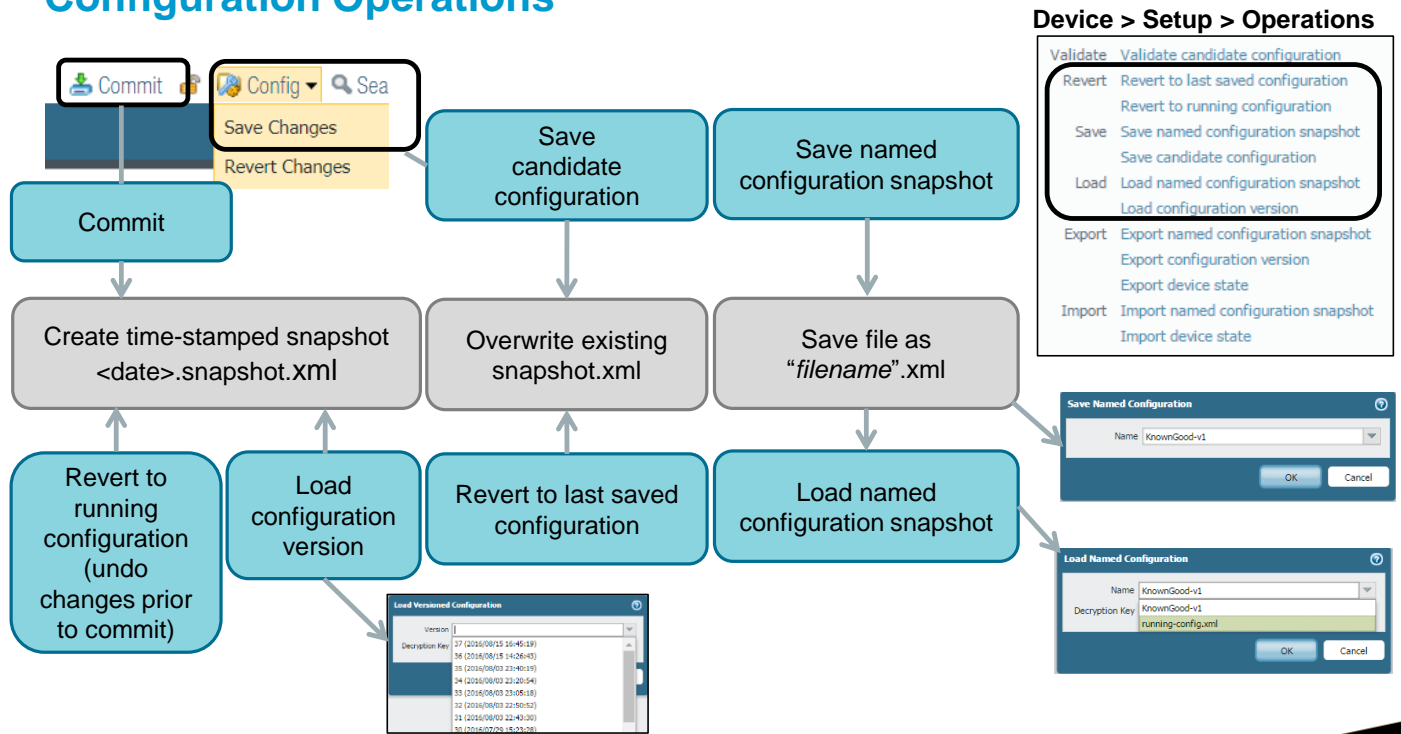 Configuration Operations
Device > Setup > Operations
Commit
Config
Sea
Save Changes
Revert Changes
Validate Validate candidate configuration
Revert Revert to last saved configuration
Revert to running configuration
Save Save named configuration snapshot
Save candidate configuration
Load Load named configuration snapshot
Load configuration version
Export Export named configuration snapshot
Export configuration version
Export device state
Import Import named configuration snapshot
Import device state
Commit
Save
candidate
configuration
Save named
configuration snapshot
Create time-stamped snapshot
<date>.snapshot.xml
Overwrite existing
snapshot.xml
Save file as
“filename”.xml
Revert to
running
configuration
(undo
changes prior
to commit)
Load
configuration
version
Revert to last saved
configuration
Load named
configuration snapshot
Save Named Configuration
Name KnownGood-v1
OK Cancel
Load Named Configuration
Name KnownGood-v1
Decryption Key KnownGood-v1
running-config.xml
OK Cancel
Load Versioned Configuration
Version
Decryption Key 37 (2016/08/15 16:45:19)
36 (2016/08/15 14:26:43)
35 (2016/08/03 23:40:19)
34 (2016/08/03 23:20:54)
33 (2016/08/03 23:05:18)
32 (2016/08/03 22:50:52)
31 (2016/08/03 22:43:30)
30 (2016/07/29 15:23:28)